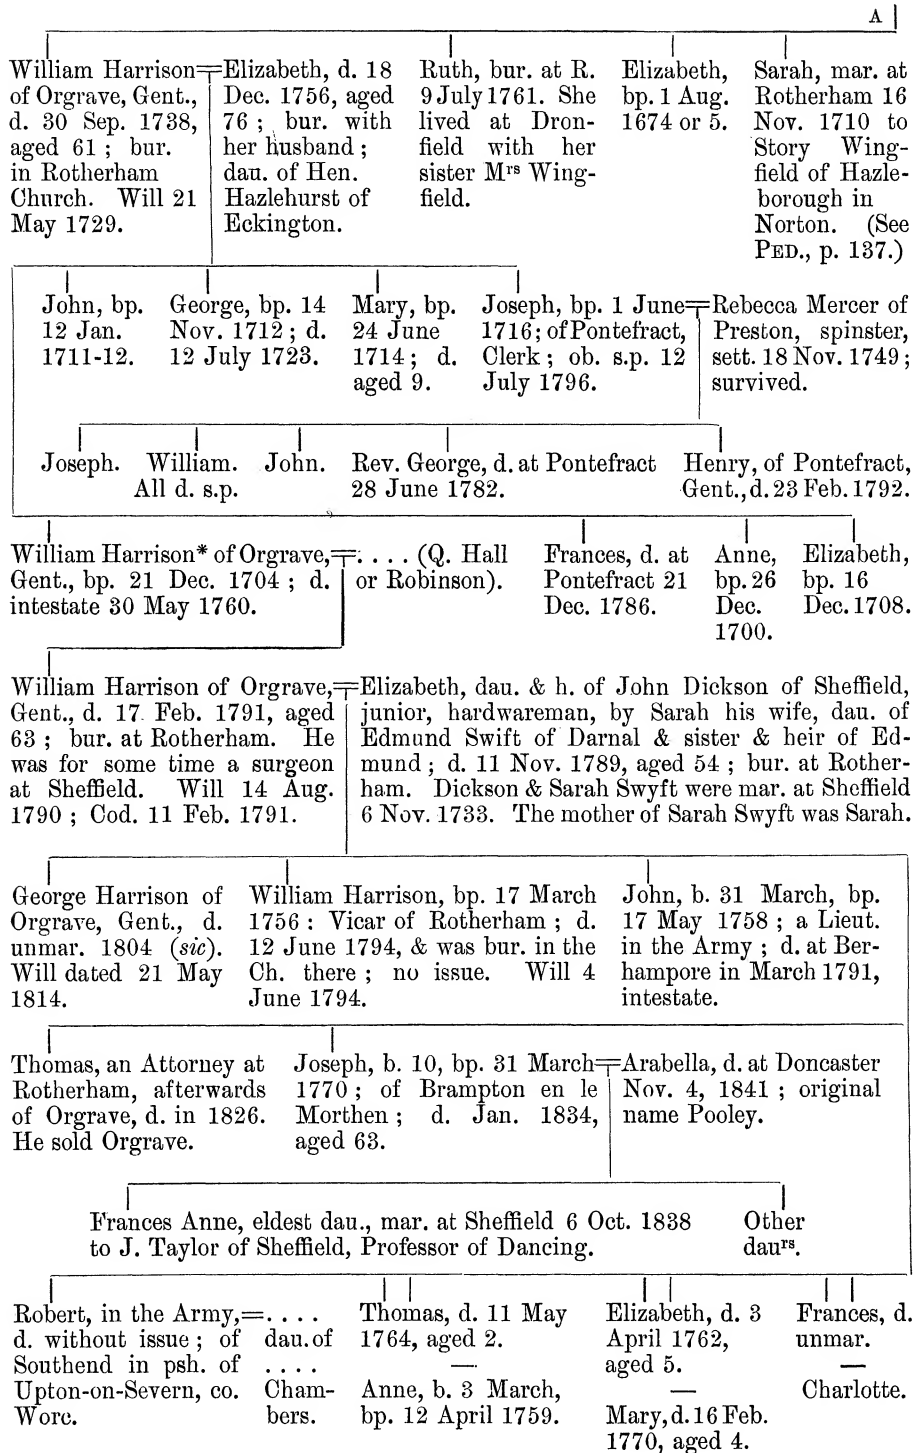 A
William Harrison=Elizabeth, d. 18
of Orgrave, Gent.,
d. 30 Sep. 1738,
aged 61 ; bur.
in Rotherham
Church. Will 21
May 1729.
Dec. 1756, aged
76 ; bur. with
her husband ;
dau. of Hen.
Hazlehurst of
Eckington.
Ruth, bur. at R.
9 July 1761. She
lived at Dron-
field with her
sister Mrs Wing-
field.
Elizabeth,
bp. 1 Aug.
1674 or 5.
Sarah, mar. at
Rotherham 16
Nov. 1710 to
Story Wing-
field of Hazle-
borough in
Norton. (See
PED., p. 137.)
John, bp.
12 Jan.
1711-12.
George, bp. 14
Nov. 1712 ; d.
12 July 1723.
Mary, bp.
24 June
1714 ; d.
aged 9.
Joseph, bp. 1 June=Rebecca Mercer of
1716; of Pontefract,
Clerk ; ob. s.p. 12
July 1796.
Preston, spinster,
sett. 18 Nov. 1749 ;
survived.
Joseph. William. John.
All d. s.p.
Rev. George, d. at Pontefract
28 June 1782.
Henry, of Pontefract,
Gent., d. 23 Feb. 1792.
William Harrison* of Orgrave,=. . . . (Q. Hall
Gent., bp. 21 Dec. 1704 ; d. or Robinson).
intestate 30 May 1760.
Frances, d. at
Pontefract 21
Dec. 1786.
Anne,
bp. 26
Dec.
1700.
Elizabeth,
bp. 16
Dec. 1708.
William Harrison of Orgrave,=Elizabeth, dau. & h. of John Dickson of Sheffield,
Gent., d. 17 Feb. 1791, aged
63 ; bur. at Rotherham. He
was for some time a surgeon
at Sheffield. Will 14 Aug.
1790 ; Cod. 11 Feb. 1791.
junior, hardwareman, by Sarah his wife, dau. of
Edmund Swift of Darnal & sister & heir of Ed-
mund ; d. 11 Nov. 1789, aged 54 ; bur. at Rother-
ham. Dickson & Sarah Swyft were mar. at Sheffield
6 Nov. 1733. The mother of Sarah Swyft was Sarah.
George Harrison of
Orgrave, Gent., d.
unmar. 1804 (sic).
Will dated 21 May
1814.
William Harrison, bp. 17 March
1756 : Vicar of Rotherham ; d.
12 June 1794, & was bur. in the
Ch. there ; no issue. Will 4
June 1794.
John, b. 31 March, bp.
17 May 1758 ; a Lieut.
in the Army ; d. at Ber-
hampore in March 1791,
intestate.
Thomas, an Attorney at
Rotherham, afterwards
of Orgrave, d. in 1826.
He sold Orgrave.
Joseph, b. 10, bp. 31 March=Arabella, d. at Doncaster
1770 ; of Brampton en le
Morthen ; d. Jan. 1834,
aged 63.
Nov. 4, 1841 ; original
name Pooley.
Frances Anne, eldest dau., mar. at Sheffield 6 Oct. 1838
to J. Taylor of Sheffield, Professor of Dancing.
Other
daurs.
Robert, in the Army,=. . . .
d. without issue ; of
Southend in psh. of
Upton-on-Severn, co.
Worc.
dau. of
. . . .
Cham-
bers.
Thomas, d. 11 May
1764, aged 2.
—
Anne, b. 3 March,
bp. 12 April 1759.
Elizabeth, d. 3
April 1762,
aged 5.
—
Mary, d. 16 Feb.
1770, aged 4.
Frances, d.
unmar.
—
Charlotte.